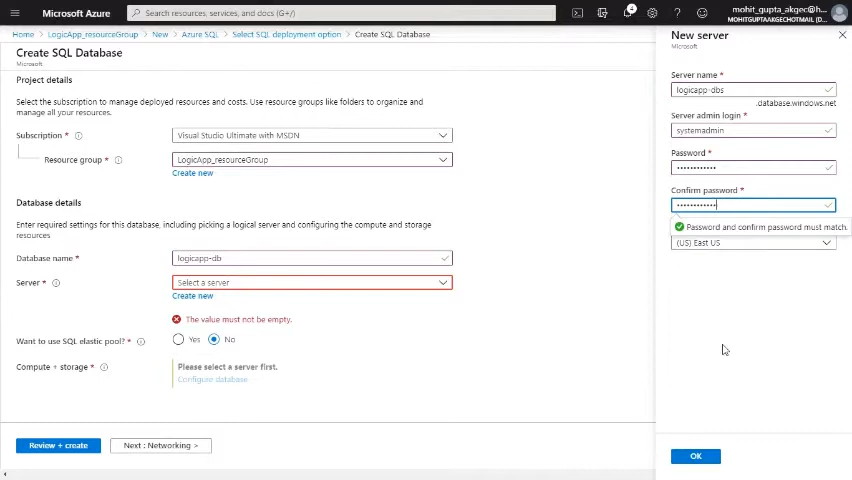 Microsoft Azure
Search resources, services, and docs (G+/)
4
mohit_gupta_akgec@h...
MOHITGUPTAAKGECHOTMAIL (D...
Home > LogicApp_resourceGroup > New > Azure SQL > Select SQL deployment option > Create SQL Database
Create SQL Database
Microsoft
Project details
Select the subscription to manage deployed resources and costs. Use resource groups like folders to organize and
manage all your resources.
Subscription *
Visual Studio Ultimate with MSDN
Resource group *
LogicApp_resourceGroup
Create new
Database details
Enter required settings for this database, including picking a logical server and configuring the compute and storage
resources
Database name *
logicapp-db
Server *
Select a server
Create new
The value must not be empty.
Want to use SQL elastic pool? *
Yes
No
Compute + storage *
Please select a server first.
Configure database
Review + create
Next : Networking >
New server
Microsoft
Server name *
logicapp-dbs
.database.windows.net
Server admin login *
systemadmin
Password *
••••••••••••
Confirm password *
••••••••••••
Password and confirm password must match.
(US) East US
OK